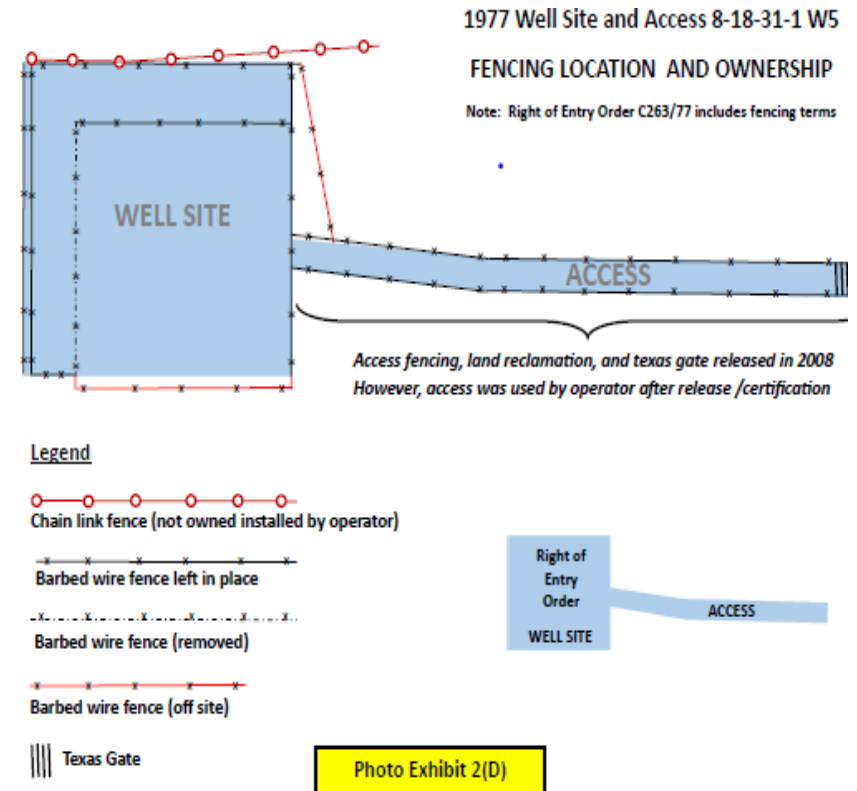 1977 Well Site and Access 8-18-31-1 W5
FENCING LOCATION AND OWNERSHIP
Note: Right of Entry Order C263/77 includes fencing terms
WELL SITE
ACCESS
Access fencing, land reclamation, and texas gate released in 2008
However, access was used by operator after release /certification
Legend
Chain link fence (not owned installed by operator)
Barbed wire fence left in place
Barbed wire fence (removed)
Barbed wire fence (off site)
Texas Gate
Right of
Entry
Order
WELL SITE
ACCESS
Photo Exhibit 2(D)